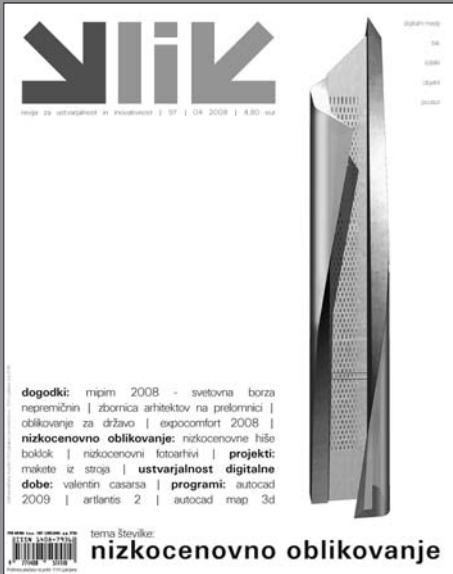 klik
revija za ustvarjalnost in inovativnost | 97 | 04 2008 | 4,80 eur
digitalni mediji
tisk
izdelki
objekti
prostor
dogodki: mipim 2008 - svetovna borza
nepremičnin | zbornica arhitektov na prelomnici |
oblikovanje za državo | expocomfort 2008 |
nizkocenovno oblikovanje: nizkocenovne hiše
boklok | nizkocenovni fotoarhivi | projekti:
makete iz stroja | ustvarjalnost digitalne
dobe: valentin casarsa | programi: autocad
2009 | artlantis 2 | autocad map 3d
tema številke:
nizkocenovno oblikovanje